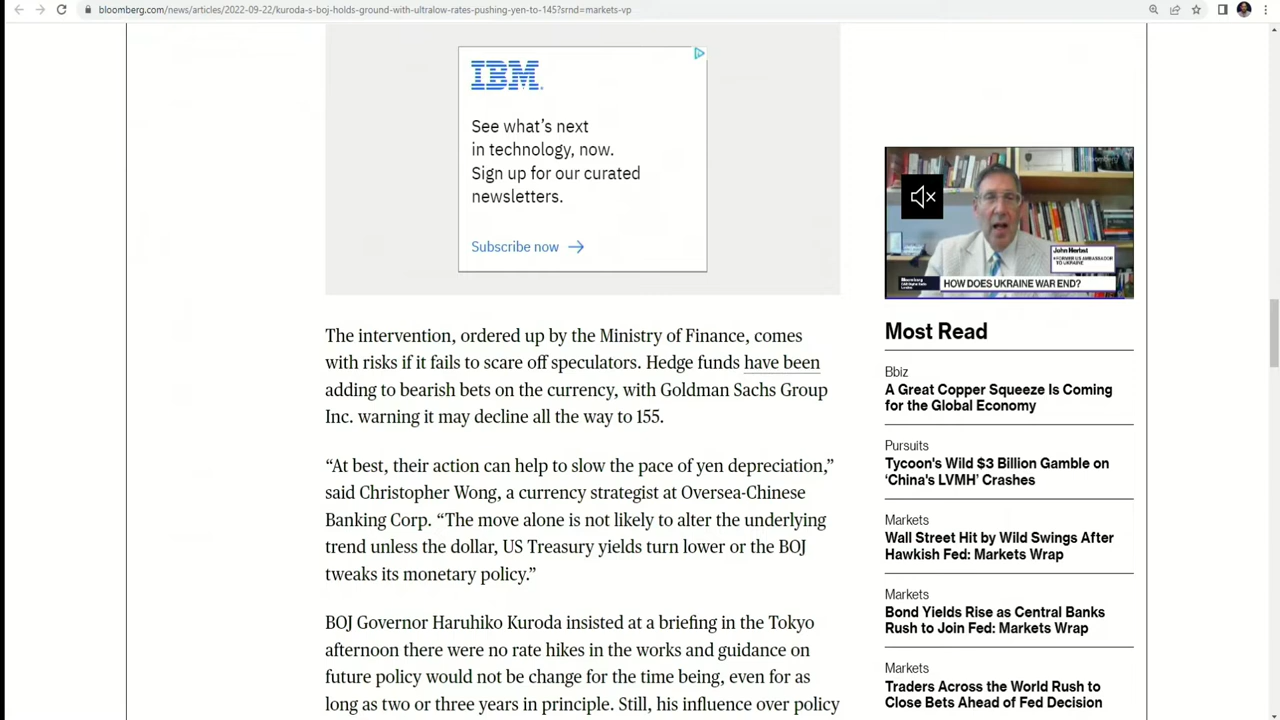 bloomberg.com/news/articles/2022-09-22/kuroda-s-boj-holds-ground-with-ultralow-rates-pushing-yen-to-145?srnd=markets-vp
IBM
See what's next
in technology, now.
Sign up for our curated
newsletters.
Subscribe now →
The intervention, ordered up by the Ministry of Finance, comes
with risks if it fails to scare off speculators. Hedge funds have been
adding to bearish bets on the currency, with Goldman Sachs Group
Inc. warning it may decline all the way to 155.
“At best, their action can help to slow the pace of yen depreciation,”
said Christopher Wong, a currency strategist at Oversea-Chinese
Banking Corp. “The move alone is not likely to alter the underlying
trend unless the dollar, US Treasury yields turn lower or the BOJ
tweaks its monetary policy.”
BOJ Governor Haruhiko Kuroda insisted at a briefing in the Tokyo
afternoon there were no rate hikes in the works and guidance on
future policy would not be change for the time being, even for as
long as two or three years in principle. Still, his influence over policy
Bloomberg
John Herbst
FORMER US AMBASSADOR
TO UKRAINE
Bloomberg
London
HOW DOES UKRAINE WAR END?
Most Read
Bbiz
A Great Copper Squeeze Is Coming
for the Global Economy
Pursuits
Tycoon's Wild $3 Billion Gamble on
‘China's LVMH’ Crashes
Markets
Wall Street Hit by Wild Swings After
Hawkish Fed: Markets Wrap
Markets
Bond Yields Rise as Central Banks
Rush to Join Fed: Markets Wrap
Markets
Traders Across the World Rush to
Close Bets Ahead of Fed Decision